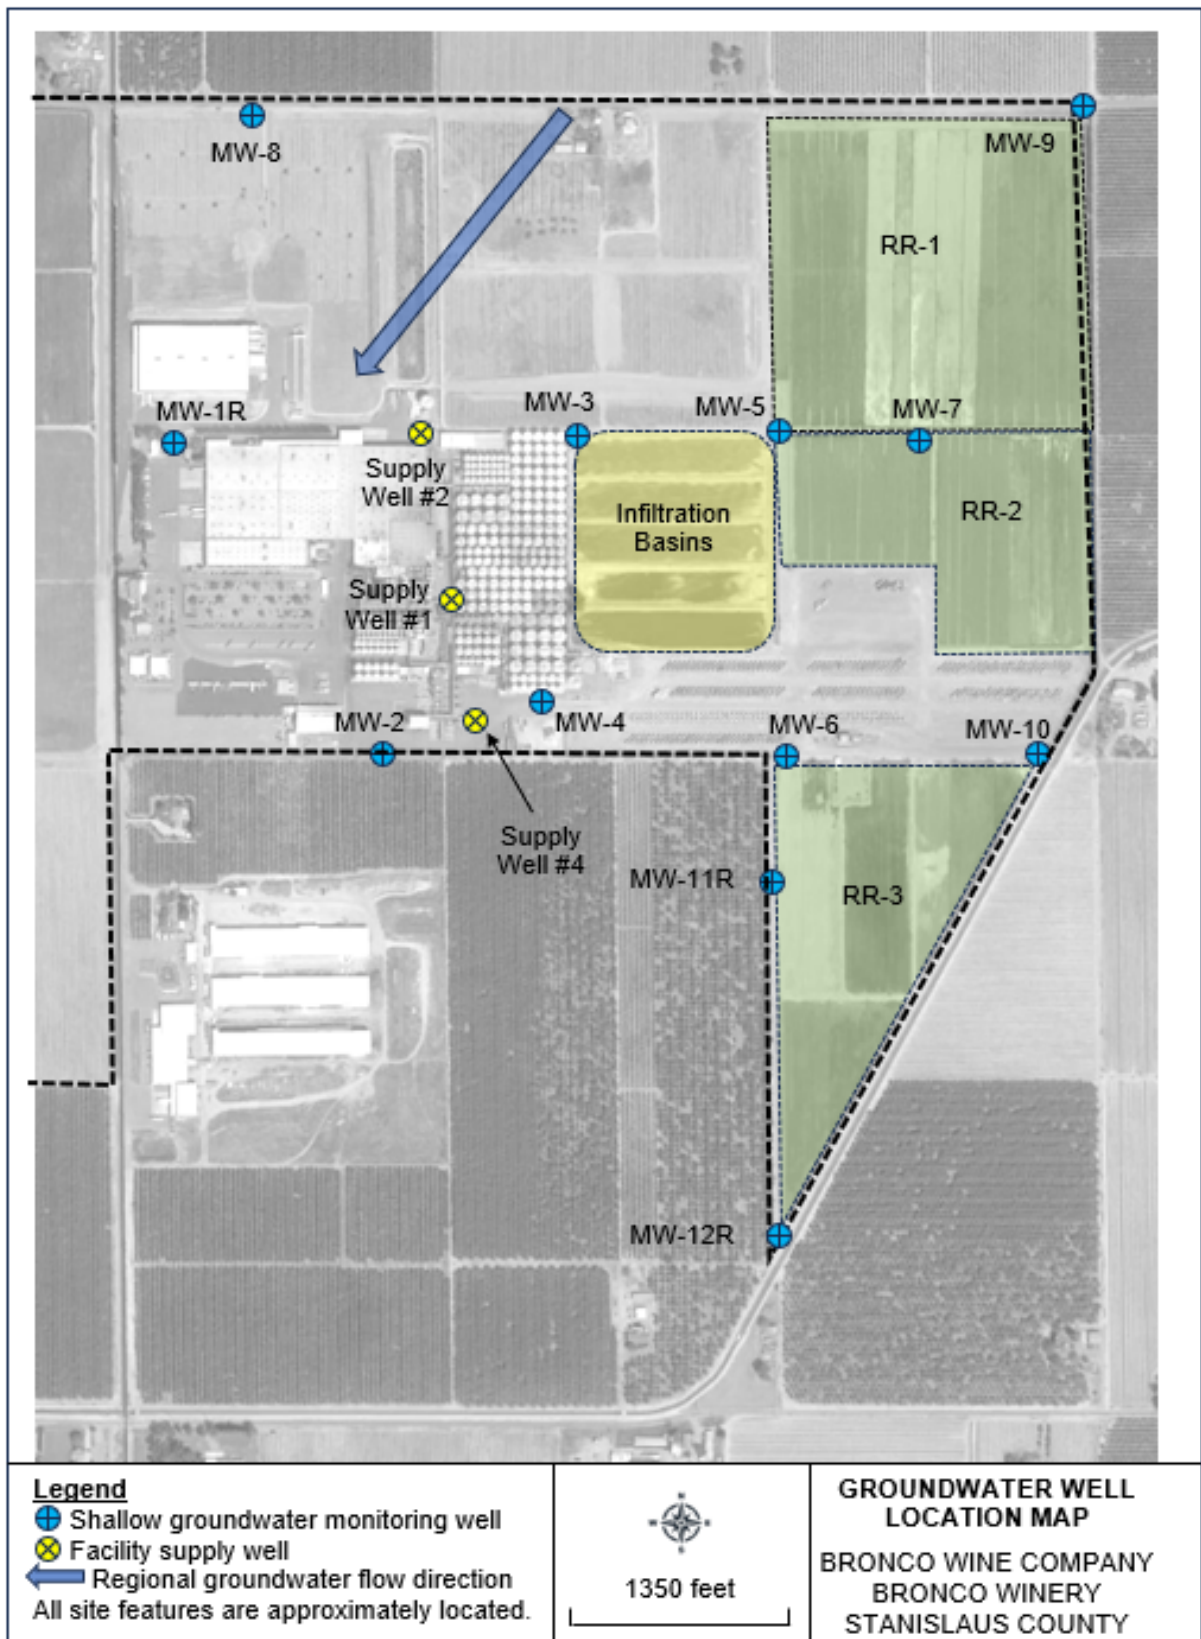 MW-8
MW-9
RR-1
MW-1R
MW-3
MW-5
MW-7
Supply
Well #2
Infiltration
Basins
RR-2
Supply
Well #1
MW-2
MW-4
MW-6
MW-10
Supply
Well #4
MW-11R
RR-3
MW-12R
Legend
Shallow groundwater monitoring well
Facility supply well
Regional groundwater flow direction
All site features are approximately located.
N
1350 feet
GROUNDWATER WELL
LOCATION MAP
BRONCO WINE COMPANY
BRONCO WINERY
STANISLAUS COUNTY